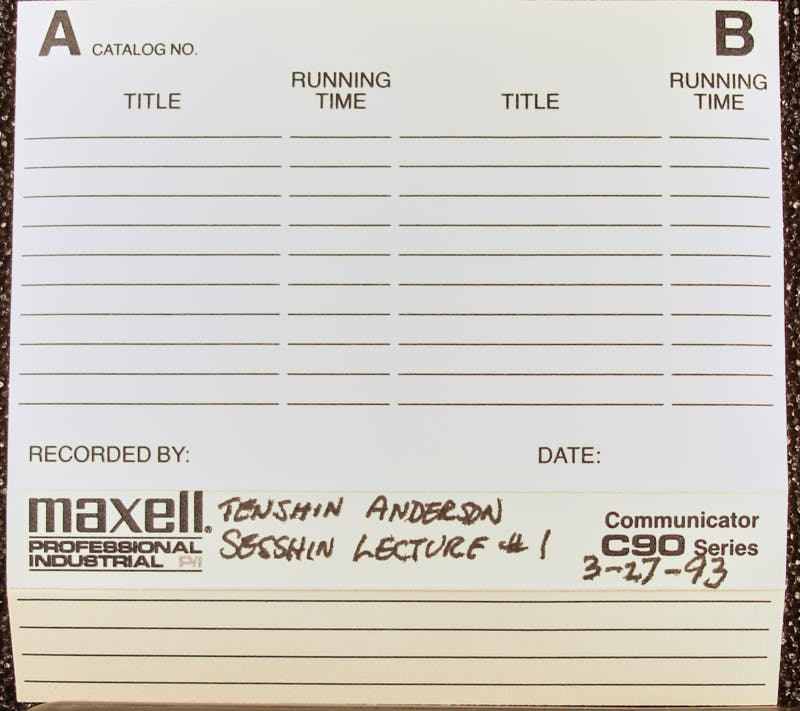 A CATALOG NO. B
TITLE RUNNING TIME TITLE RUNNING TIME
RECORDED BY: DATE:
maxell® TENSHIN ANDERSON
PROFESSIONAL INDUSTRIAL P/I SESSHIN LECTURE #1
Communicator
C90 Series
3-27-93